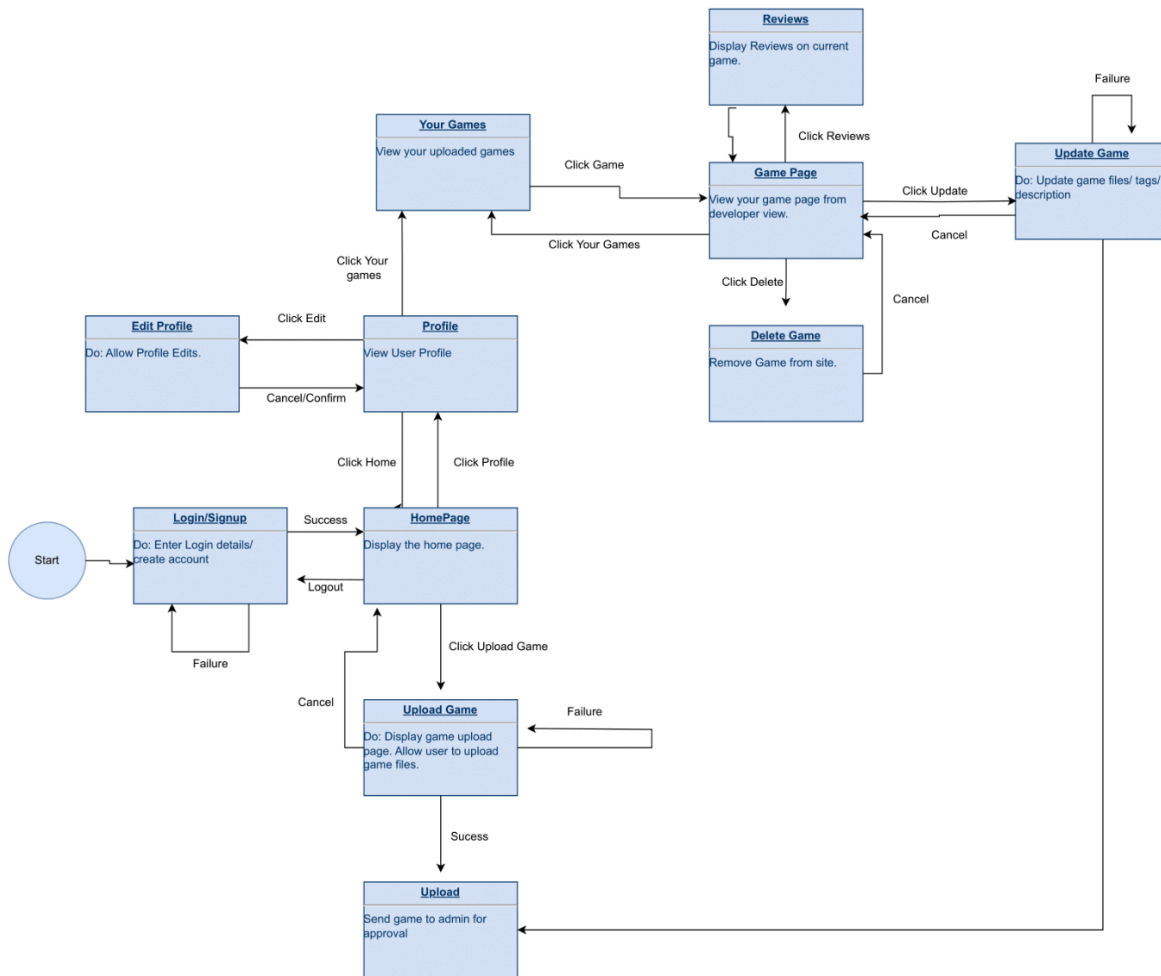 Reviews
Display Reviews on current
game.
Failure
Click Reviews
Your Games
View your uploaded games
Click Game
Game Page
View your game page from
developer view.
Click Update
Update Game
Do: Update game files/ tags/
description
Cancel
Click Your Games
Click Your
games
Click Delete
Cancel
Edit Profile
Do: Allow Profile Edits.
Click Edit
Cancel/Confirm
Profile
View User Profile
Delete Game
Remove Game from site.
Click Home
Click Profile
Start
Login/Signup
Do: Enter Login details/
create account
Success
Logout
Failure
HomePage
Display the home page.
Click Upload Game
Cancel
Upload Game
Do: Display game upload
page. Allow user to upload
game files.
Failure
Sucess
Upload
Send game to admin for
approval